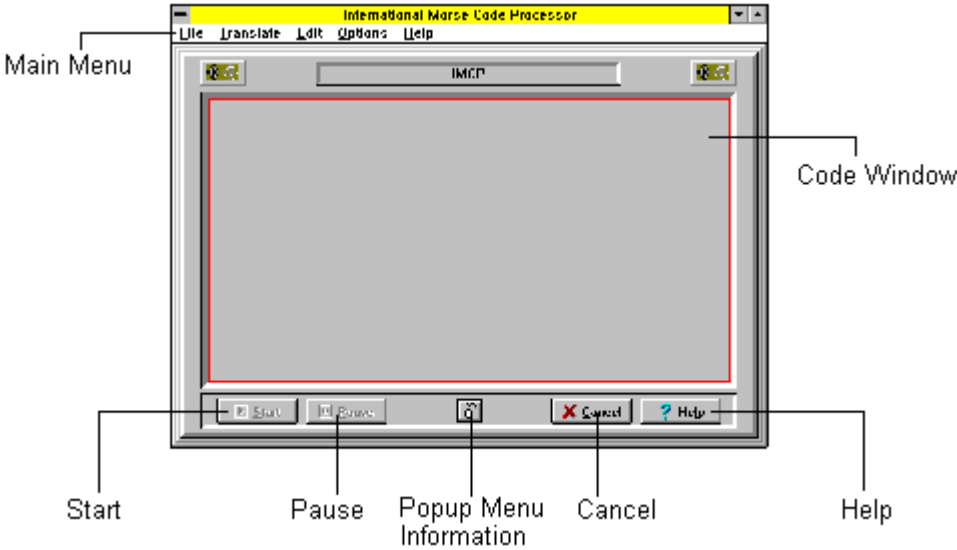 International Morse Code Processor
File Translate Edit Options Help
Main Menu
IMCP
Code Window
Start Pause Cancel Help
Start Pause Popup Menu Cancel Help
Information